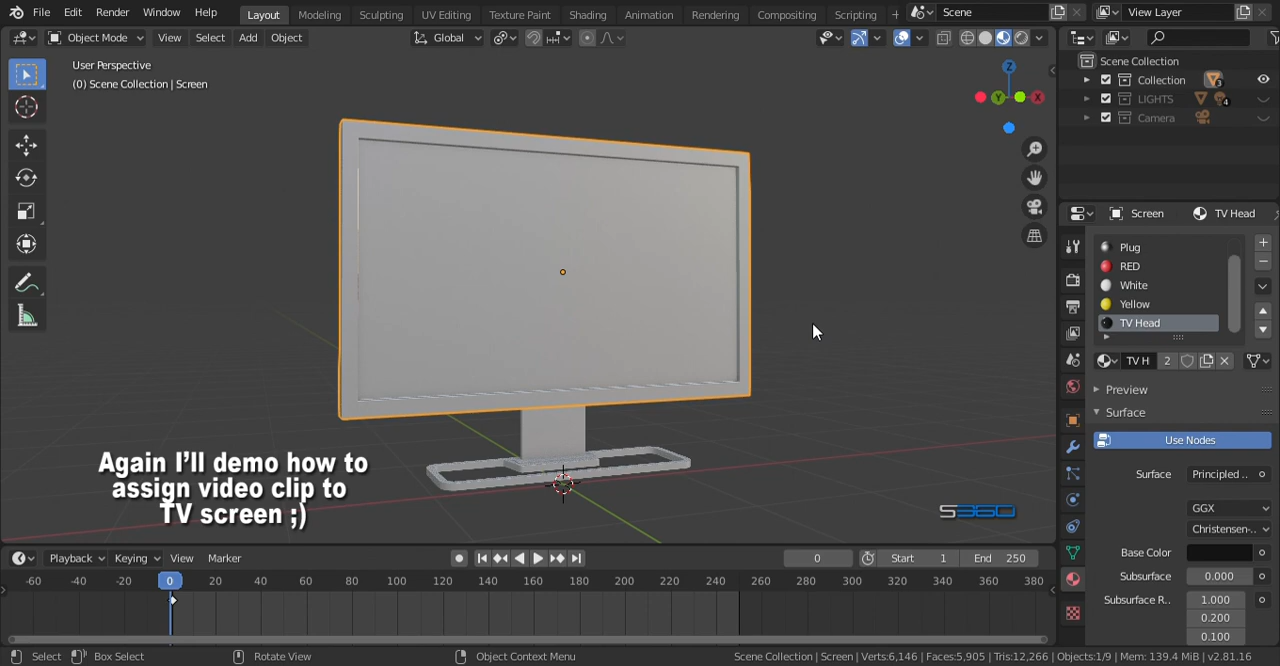 File Edit Render Window Help Layout Modeling Sculpting UV Editing Texture Paint Shading Animation Rendering Compositing Scripting + Scene View Layer
Object Mode View Select Add Object Global
User Perspective
(0) Scene Collection | Screen
Z
Y X
Scene Collection
Collection 3
LIGHTS 4
Camera
Screen TV Head
Plug
RED
White
Yellow
TV Head
TV H 2
Preview
Surface
Use Nodes
Surface Principled ..
GGX
Christensen-..
Base Color
Subsurface 0.000
Subsurface R.. 1.000
0.200
0.100
Again I'll demo how to
assign video clip to
TV screen ;)
S360
Playback Keying View Marker 0 Start 1 End 250
-60 -40 -20 0 20 40 60 80 100 120 140 160 180 200 220 240 260 280 300 320 340 360 380
Select Box Select Rotate View Object Context Menu Scene Collection | Screen | Verts:6,146 | Faces:5,905 | Tris:12,266 | Objects:1/9 | Mem: 139.4 MiB | v2.81.16